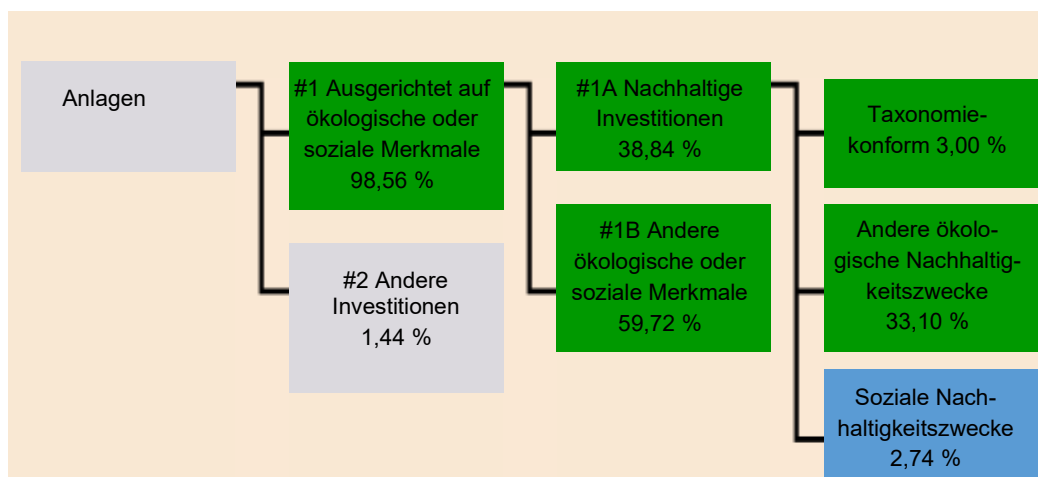 Anlagen
#1 Ausgerichtet auf
ökologische oder
soziale Merkmale
98,56 %
#2 Andere
Investitionen
1,44 %
#1A Nachhaltige
Investitionen
38,84 %
#1B Andere
ökologische oder
soziale Merkmale
59,72 %
Taxonomie-
konform 3,00 %
Andere ökolo-
gische Nachhaltig-
keitszwecke
33,10 %
Soziale Nach-
haltigkeitszwecke
2,74 %